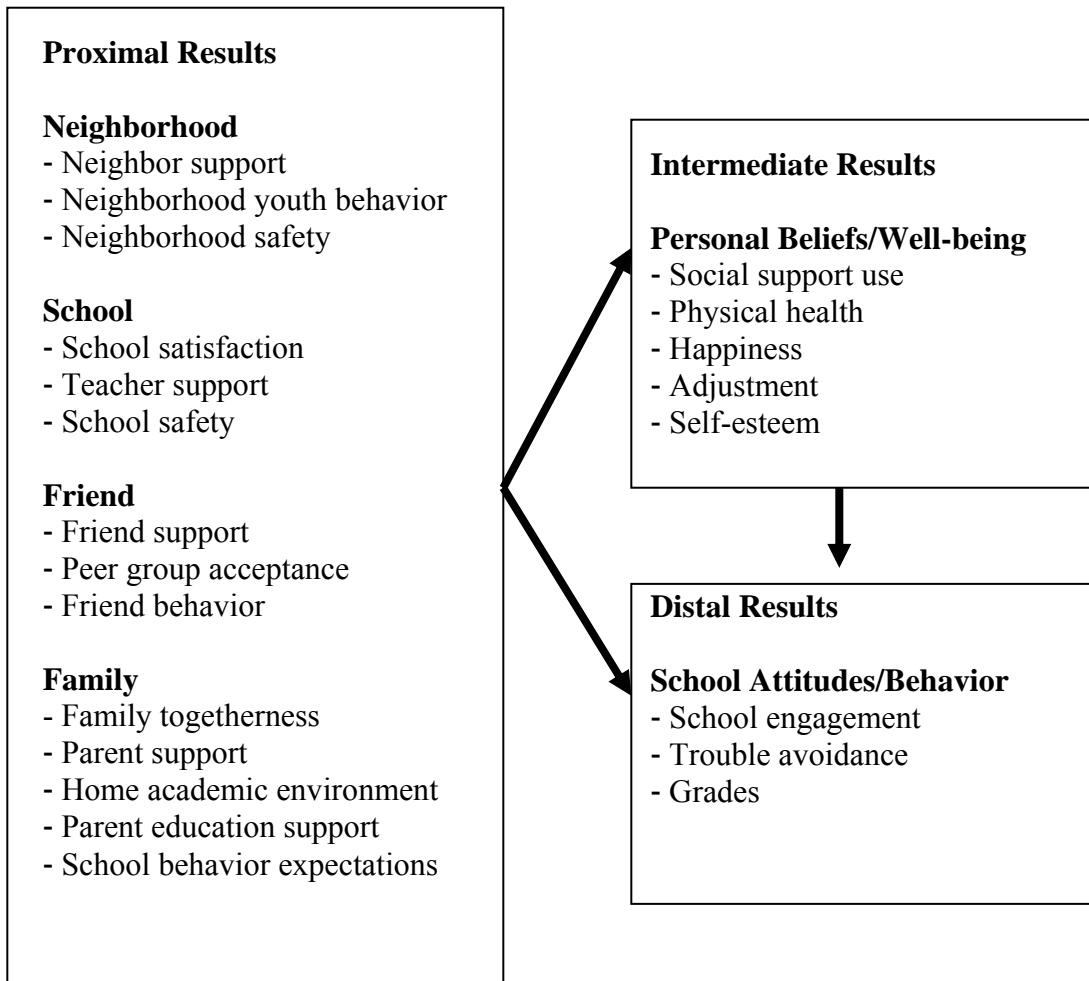 Proximal Results
Neighborhood
- Neighbor support
- Neighborhood youth behavior
- Neighborhood safety
School
- School satisfaction
- Teacher support
- School safety
Friend
- Friend support
- Peer group acceptance
- Friend behavior
Family
- Family togetherness
- Parent support
- Home academic environment
- Parent education support
- School behavior expectations
Intermediate Results
Personal Beliefs/Well-being
- Social support use
- Physical health
- Happiness
- Adjustment
- Self-esteem
Distal Results
School Attitudes/Behavior
- School engagement
- Trouble avoidance
- Grades